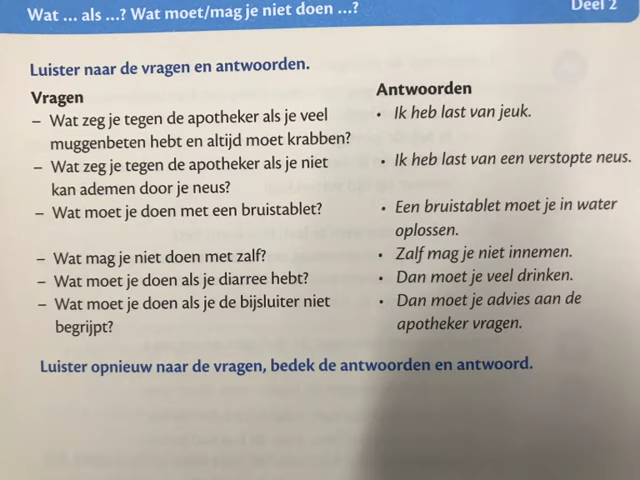 Wat ... als ...? Wat moet/mag je niet doen ...?
Deel 2
Luister naar de vragen en antwoorden.
Vragen
– Wat zeg je tegen de apotheker als je veel
muggenbeten hebt en altijd moet krabben?
– Wat zeg je tegen de apotheker als je niet
kan ademen door je neus?
– Wat moet je doen met een bruistablet?
– Wat mag je niet doen met zalf?
– Wat moet je doen als je diarree hebt?
– Wat moet je doen als je de bijsluiter niet
begrijpt?
Antwoorden
• Ik heb last van jeuk.
• Ik heb last van een verstopte neus.
• Een bruistablet moet je in water
oplossen.
• Zalf mag je niet innemen.
• Dan moet je veel drinken.
• Dan moet je advies aan de
apotheker vragen.
Luister opnieuw naar de vragen, bedek de antwoorden en antwoord.